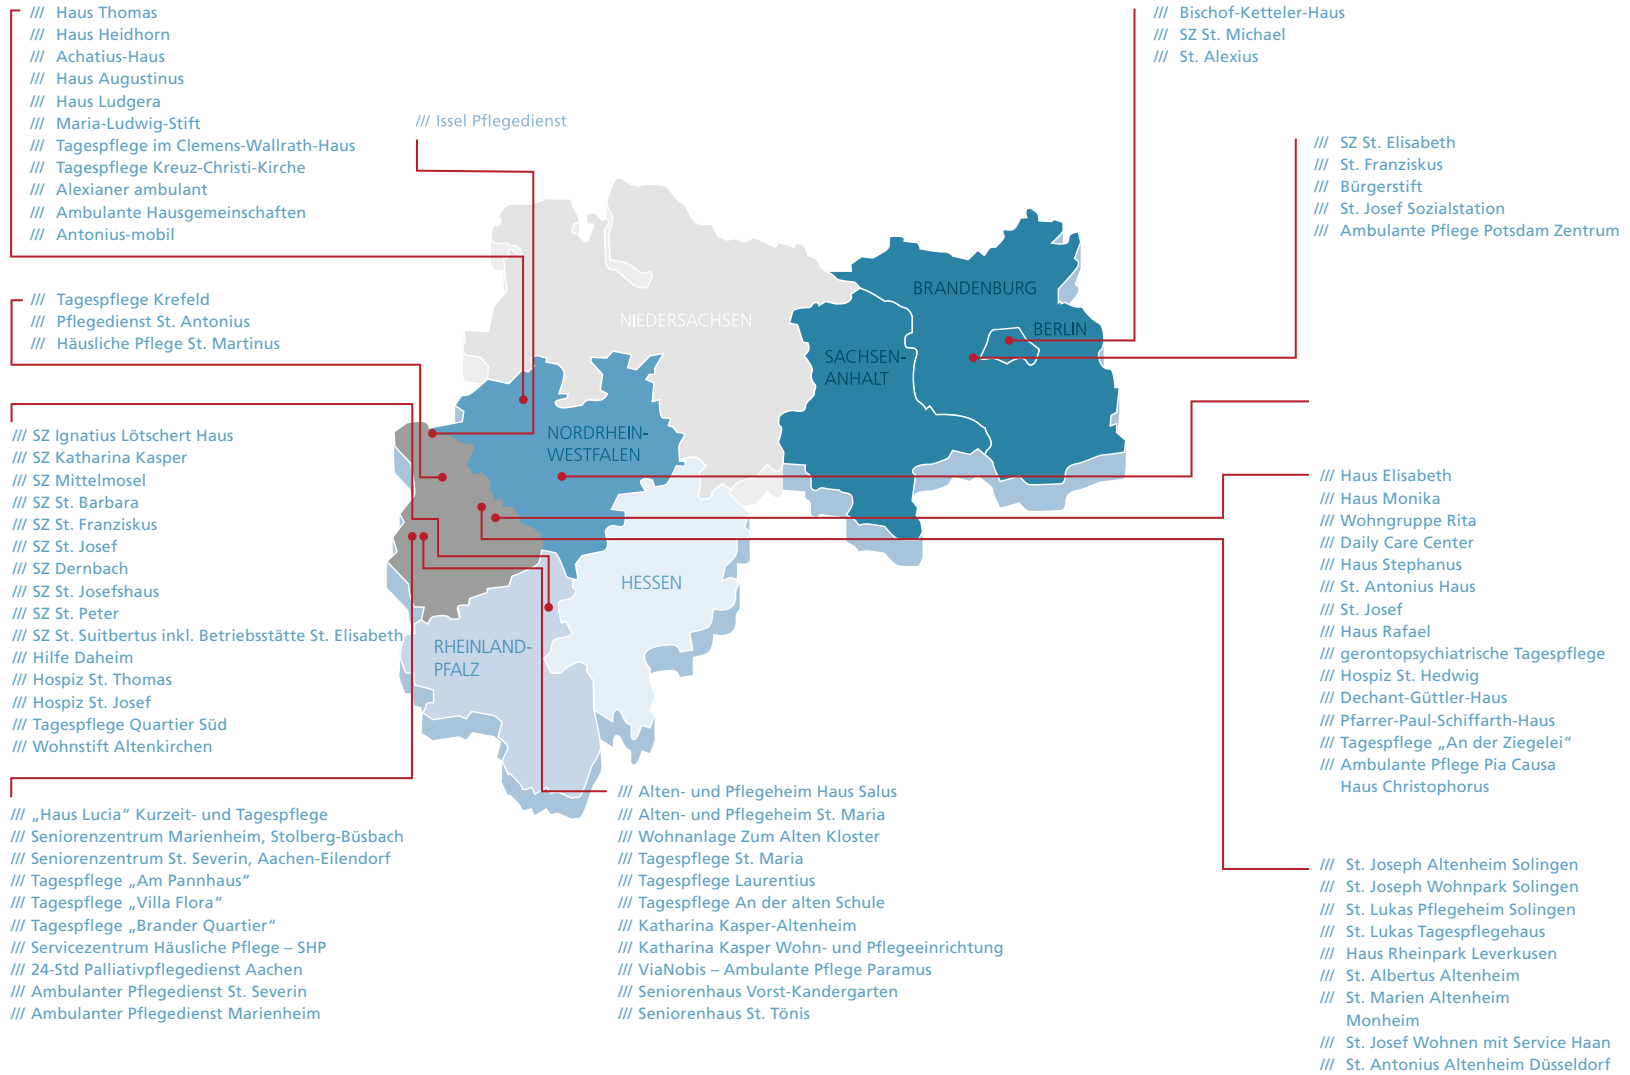 /// Haus Thomas
/// Haus Heidhorn
/// Achatius-Haus
/// Haus Augustinus
/// Haus Ludgera
/// Maria-Ludwig-Stift
/// Tagespflege im Clemens-Wallrath-Haus
/// Tagespflege Kreuz-Christi-Kirche
/// Alexianer ambulant
/// Ambulante Hausgemeinschaften
/// Antonius-mobil
/// Issel Pflegedienst
/// Bischof-Ketteler-Haus
/// SZ St. Michael
/// St. Alexius
/// SZ St. Elisabeth
/// St. Franziskus
/// Bürgerstift
/// St. Josef Sozialstation
/// Ambulante Pflege Potsdam Zentrum
/// Tagespflege Krefeld
/// Pflegedienst St. Antonius
/// Häusliche Pflege St. Martinus
NIEDERSACHSEN
BRANDENBURG
BERLIN
SACHSEN-
ANHALT
NORDRHEIN-
WESTFALEN
HESSEN
RHEINLAND-
PFALZ
/// SZ Ignatius Lötschert Haus
/// SZ Katharina Kasper
/// SZ Mittelmosel
/// SZ St. Barbara
/// SZ St. Franziskus
/// SZ St. Josef
/// SZ Dernbach
/// SZ St. Josefshaus
/// SZ St. Peter
/// SZ St. Suitbertus inkl. Betriebsstätte St. Elisabeth
/// Hilfe Daheim
/// Hospiz St. Thomas
/// Hospiz St. Josef
/// Tagespflege Quartier Süd
/// Wohnstift Altenkirchen
/// Haus Elisabeth
/// Haus Monika
/// Wohngruppe Rita
/// Daily Care Center
/// Haus Stephanus
/// St. Antonius Haus
/// St. Josef
/// Haus Rafael
/// gerontopsychiatrische Tagespflege
/// Hospiz St. Hedwig
/// Dechant-Güttler-Haus
/// Pfarrer-Paul-Schiffarth-Haus
/// Tagespflege „An der Ziegelei“
/// Ambulante Pflege Pia Causa
Haus Christophorus
/// „Haus Lucia“ Kurzeit- und Tagespflege
/// Seniorenzentrum Marienheim, Stolberg-Büsbach
/// Seniorenzentrum St. Severin, Aachen-Eilendorf
/// Tagespflege „Am Pannhaus“
/// Tagespflege „Villa Flora“
/// Tagespflege „Brander Quartier“
/// Servicezentrum Häusliche Pflege – SHP
/// 24-Std Palliativpflegedienst Aachen
/// Ambulanter Pflegedienst St. Severin
/// Ambulanter Pflegedienst Marienheim
/// Alten- und Pflegeheim Haus Salus
/// Alten- und Pflegeheim St. Maria
/// Wohnanlage Zum Alten Kloster
/// Tagespflege St. Maria
/// Tagespflege Laurentius
/// Tagespflege An der alten Schule
/// Katharina Kasper-Altenheim
/// Katharina Kasper Wohn- und Pflegeeinrichtung
/// ViaNobis – Ambulante Pflege Paramus
/// Seniorenhaus Vorst-Kandergarten
/// Seniorenhaus St. Tönis
/// St. Joseph Altenheim Solingen
/// St. Joseph Wohnpark Solingen
/// St. Lukas Pflegeheim Solingen
/// St. Lukas Tagespflegehaus
/// Haus Rheinpark Leverkusen
/// St. Albertus Altenheim
/// St. Marien Altenheim
Monheim
/// St. Josef Wohnen mit Service Haan
/// St. Antonius Altenheim Düsseldorf